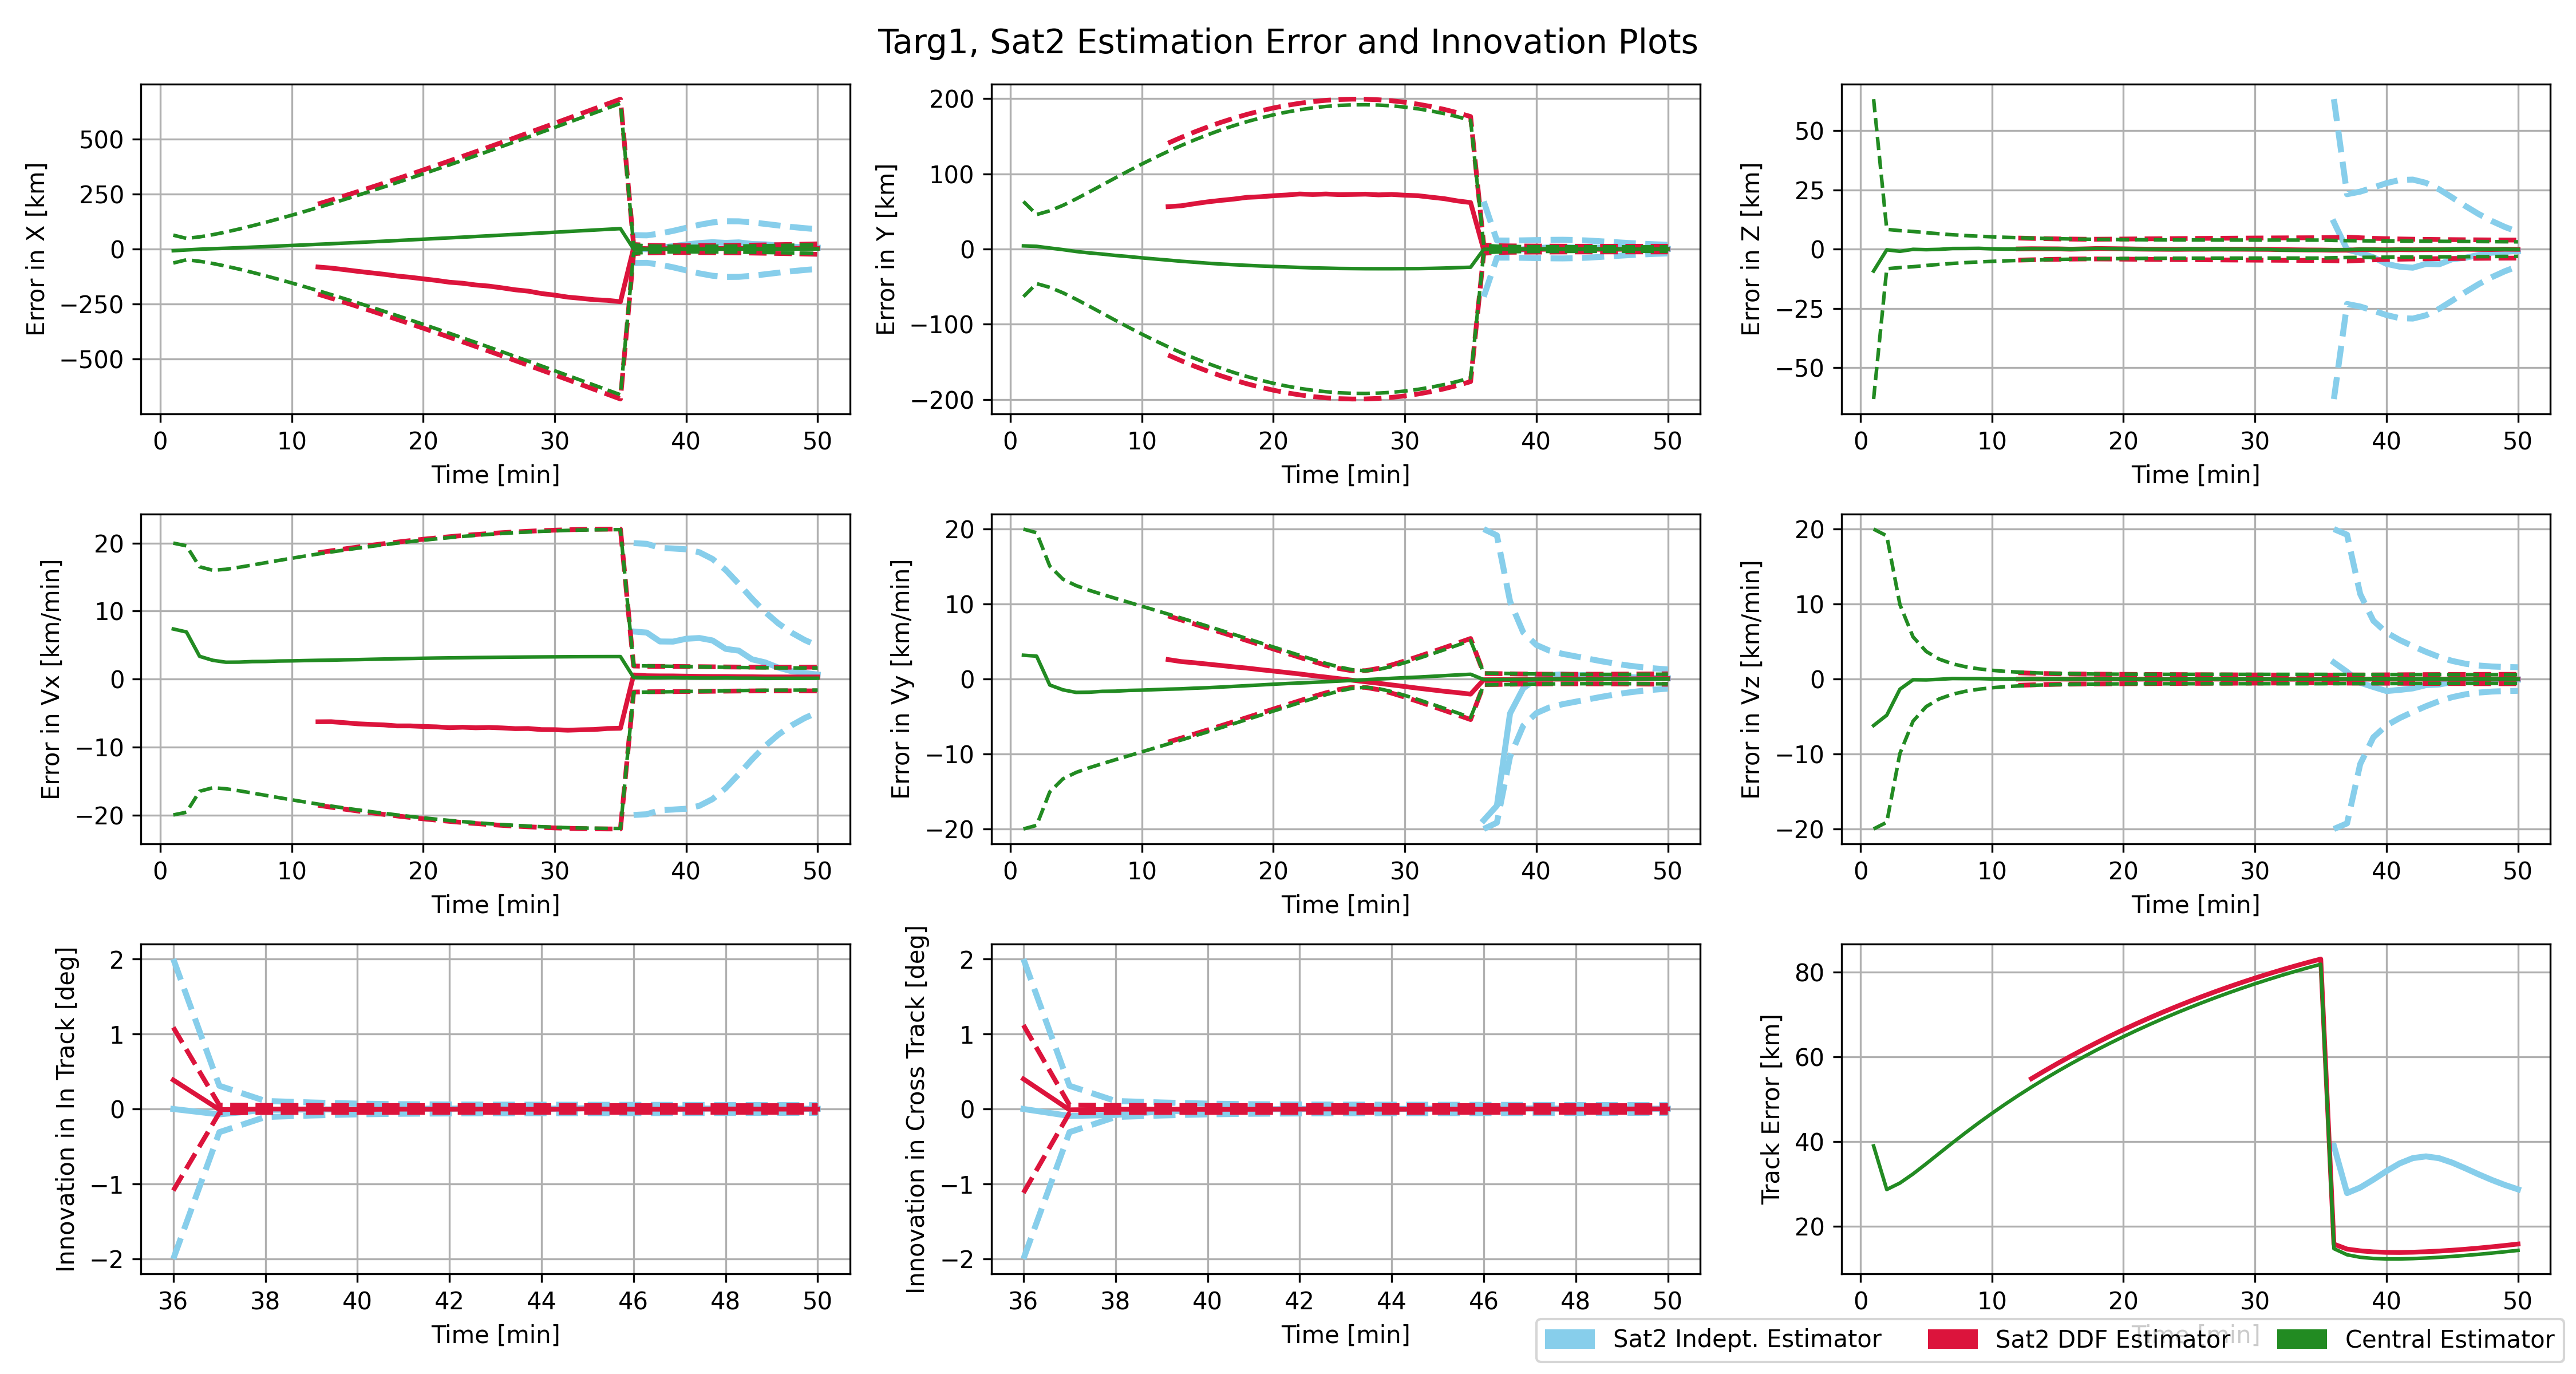 Targ1, Sat2 Estimation Error and Innovation Plots
Error in X [km]
500
250
0
−250
−500
0 10 20 30 40 50
Time [min]
Error in Y [km]
200
100
0
−100
−200
0 10 20 30 40 50
Time [min]
Error in Z [km]
50
25
0
−25
−50
0 10 20 30 40 50
Time [min]
Error in Vx [km/min]
20
10
0
−10
−20
0 10 20 30 40 50
Time [min]
Error in Vy [km/min]
20
10
0
−10
−20
0 10 20 30 40 50
Time [min]
Error in Vz [km/min]
20
10
0
−10
−20
0 10 20 30 40 50
Time [min]
Innovation in In Track [deg]
2
1
0
−1
−2
36 38 40 42 44 46 48 50
Time [min]
Innovation in Cross Track [deg]
2
1
0
−1
−2
36 38 40 42 44 46 48 50
Time [min]
Track Error [km]
80
60
40
20
0 10 20 30 40 50
Time [min]
Sat2 Indept. Estimator
Sat2 DDF Estimator
Central Estimator